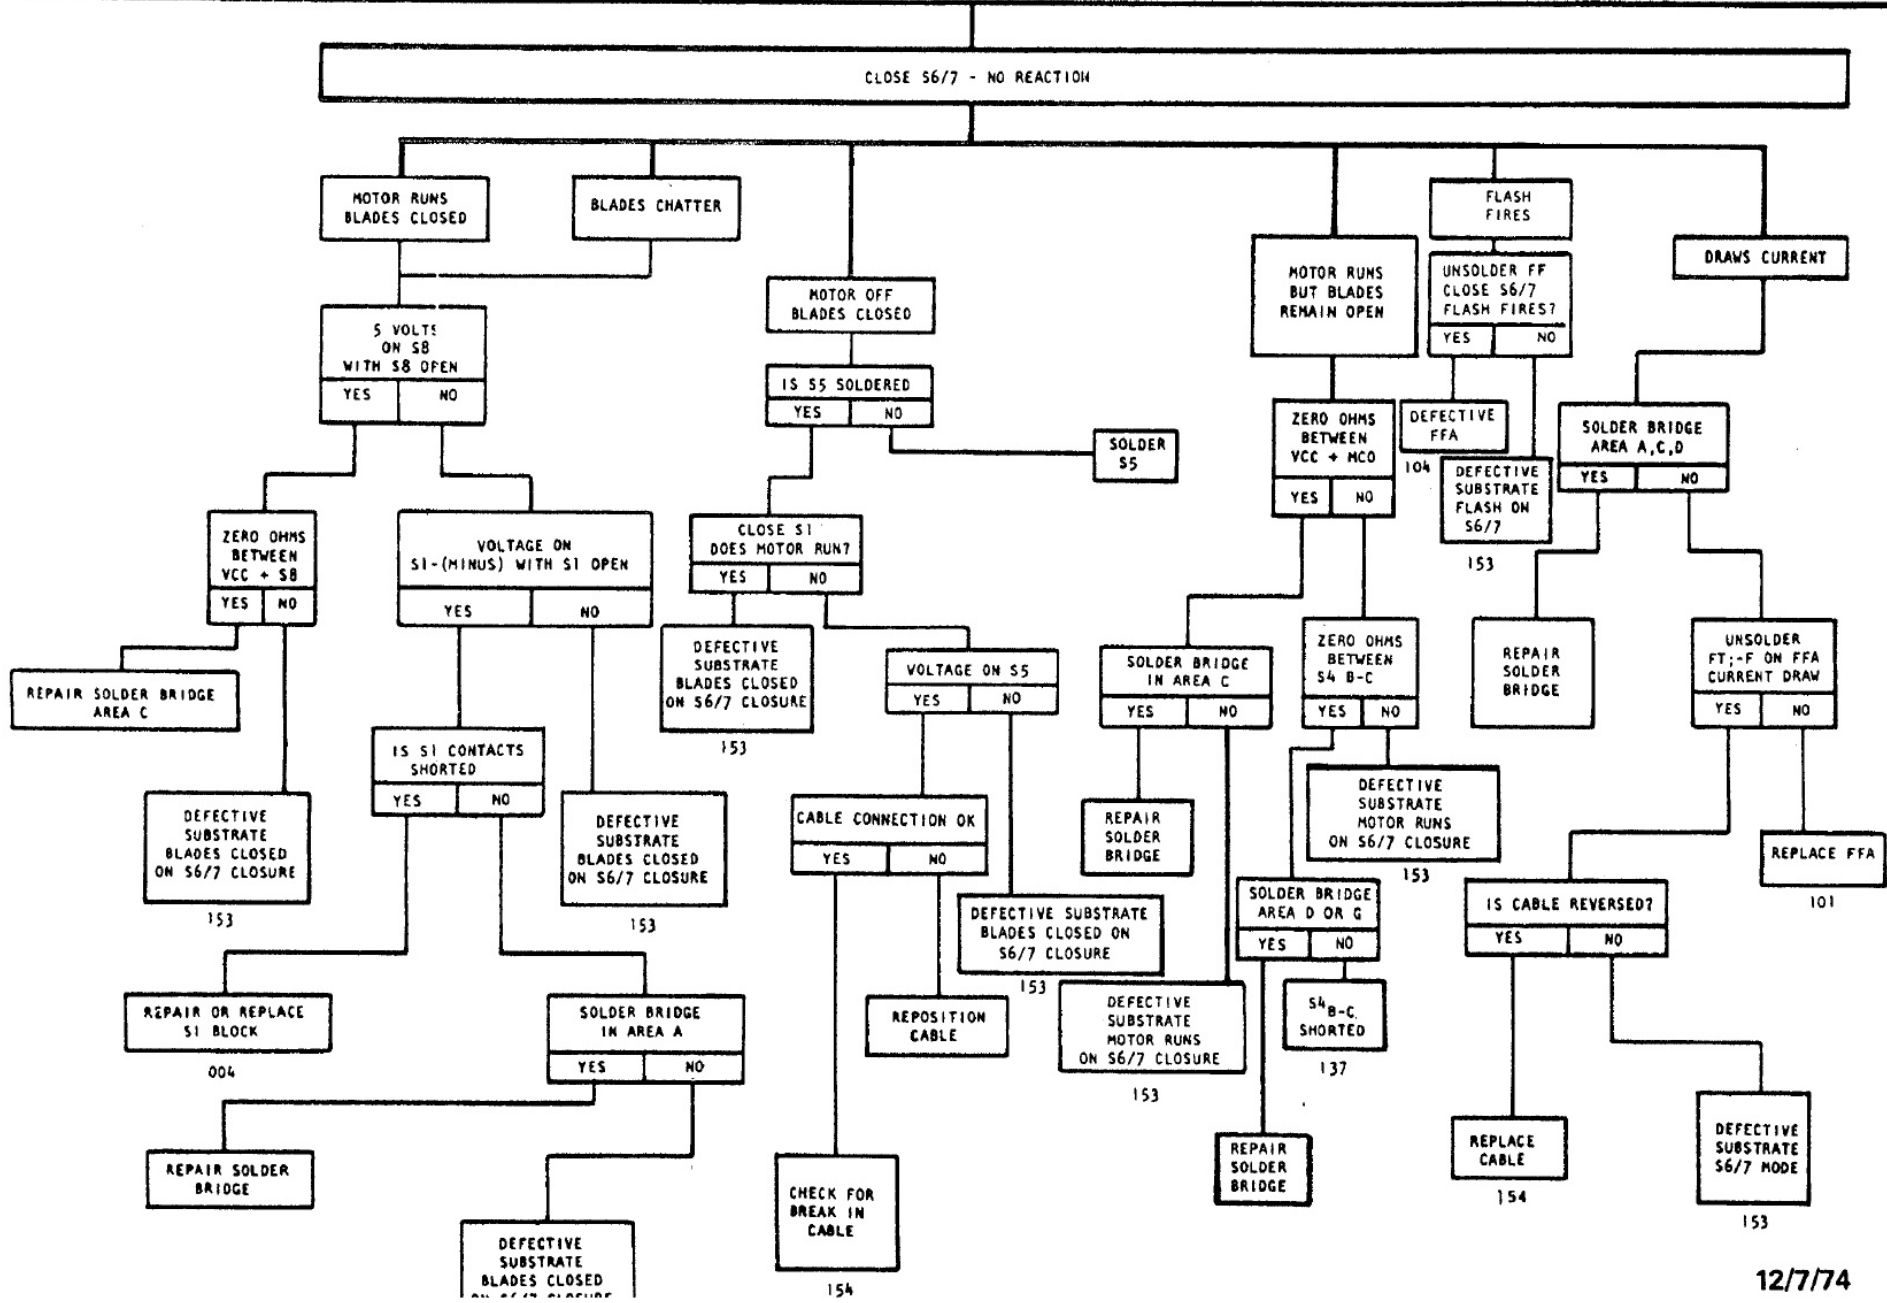 CLOSE S6/7 - NO REACTION
MOTOR RUNS
BLADES CLOSED
BLADES CHATTER
5 VOLTS
ON S8
WITH S8 OPEN
YES NO
ZERO OHMS
BETWEEN
VCC + S8
YES NO
REPAIR SOLDER BRIDGE
AREA C
DEFECTIVE
SUBSTRATE
BLADES CLOSED
ON S6/7 CLOSURE
153
VOLTAGE ON
S1-(MINUS) WITH S1 OPEN
YES NO
IS S1 CONTACTS
SHORTED
YES NO
DEFECTIVE
SUBSTRATE
BLADES CLOSED
ON S6/7 CLOSURE
153
REPAIR OR REPLACE
S1 BLOCK
004
SOLDER BRIDGE
IN AREA A
YES NO
REPAIR SOLDER
BRIDGE
DEFECTIVE
SUBSTRATE
BLADES CLOSED
ON S6/7 CLOSURE
MOTOR OFF
BLADES CLOSED
IS S5 SOLDERED
YES NO
SOLDER
S5
CLOSE S1
DOES MOTOR RUN?
YES NO
DEFECTIVE
SUBSTRATE
BLADES CLOSED
ON S6/7 CLOSURE
153
VOLTAGE ON S5
YES NO
CABLE CONNECTION OK
YES NO
DEFECTIVE SUBSTRATE
BLADES CLOSED ON
S6/7 CLOSURE
153
REPOSITION
CABLE
CHECK FOR
BREAK IN
CABLE
154
MOTOR RUNS
BUT BLADES
REMAIN OPEN
ZERO OHMS
BETWEEN
VCC + MCO
YES NO
SOLDER BRIDGE
IN AREA C
YES NO
REPAIR
SOLDER
BRIDGE
DEFECTIVE
SUBSTRATE
MOTOR RUNS
ON S6/7 CLOSURE
153
ZERO OHMS
BETWEEN
S4 B-C
YES NO
DEFECTIVE
SUBSTRATE
MOTOR RUNS
ON S6/7 CLOSURE
153
SOLDER BRIDGE
AREA D OR G
YES NO
S4 B-C.
SHORTED
137
REPAIR
SOLDER
BRIDGE
FLASH
FIRES
UNSOLDER FF
CLOSE S6/7
FLASH FIRES?
YES NO
DEFECTIVE
FFA
104
DEFECTIVE
SUBSTRATE
FLASH ON
S6/7
153
DRAWS CURRENT
SOLDER BRIDGE
AREA A,C,D
YES NO
REPAIR
SOLDER
BRIDGE
UNSOLDER
FT;-F ON FFA
CURRENT DRAW
YES NO
REPLACE FFA
101
IS CABLE REVERSED?
YES NO
REPLACE
CABLE
154
DEFECTIVE
SUBSTRATE
S6/7 MODE
153
12/7/74